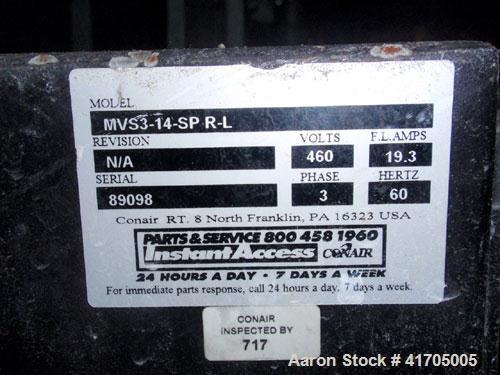 MODEL
MVS3-14-SP R-L
REVISION VOLTS F.L.AMPS
N/A 460 19.3
SERIAL PHASE HERTZ
89098 3 60
Conair RT. 8 North Franklin, PA 16323 USA
PARTS & SERVICE 800 458 1960
Instant Access CONAIR
24 HOURS A DAY • 7 DAYS A WEEK
For immediate parts response, call 24 hours a day, 7 days a week.
CONAIR
INSPECTED BY
717
Aaron Stock # 41705005